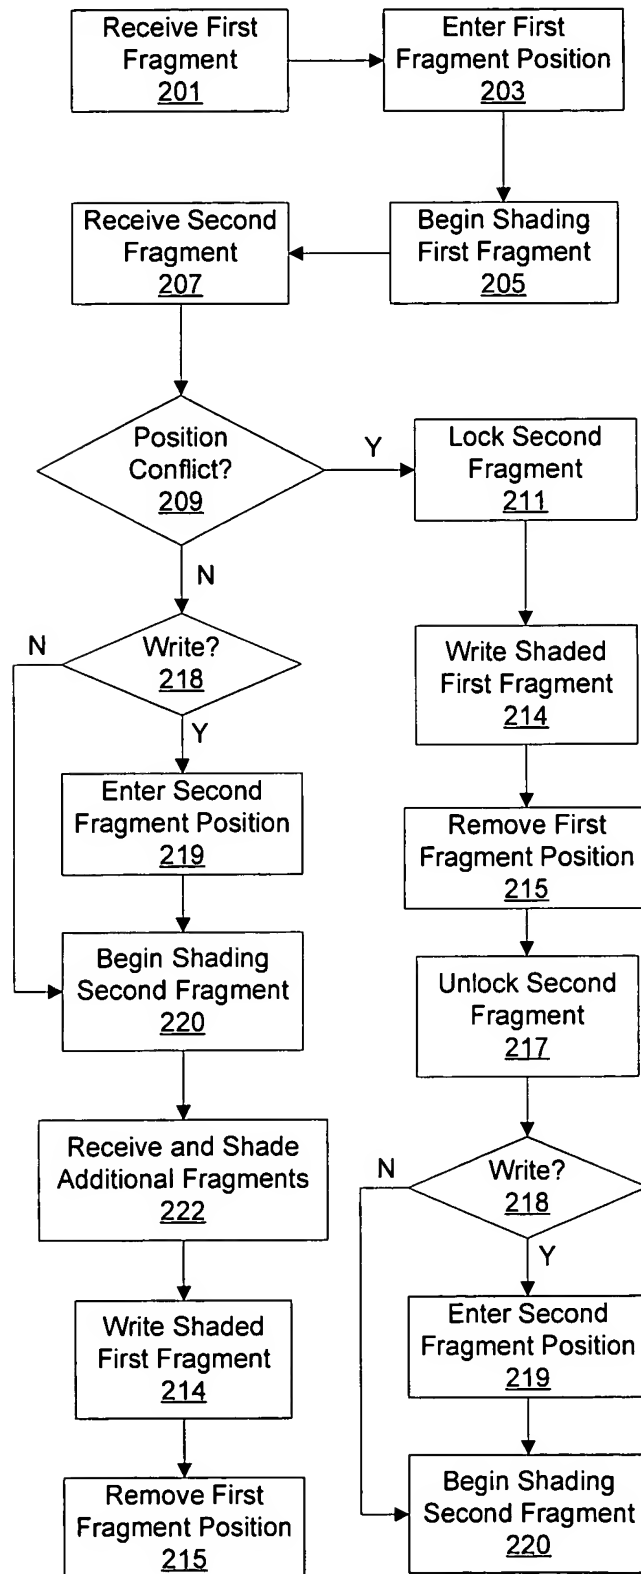 Receive First
Fragment
201
Enter First
Fragment Position
203
Receive Second
Fragment
207
Begin Shading
First Fragment
205
Position
Conflict?
209
Y
Lock Second
Fragment
211
N
N
Write?
218
Y
Write Shaded
First Fragment
214
Enter Second
Fragment Position
219
Remove First
Fragment Position
215
Begin Shading
Second Fragment
220
Unlock Second
Fragment
217
Receive and Shade
Additional Fragments
222
N
Write?
218
Y
Write Shaded
First Fragment
214
Enter Second
Fragment Position
219
Remove First
Fragment Position
215
Begin Shading
Second Fragment
220